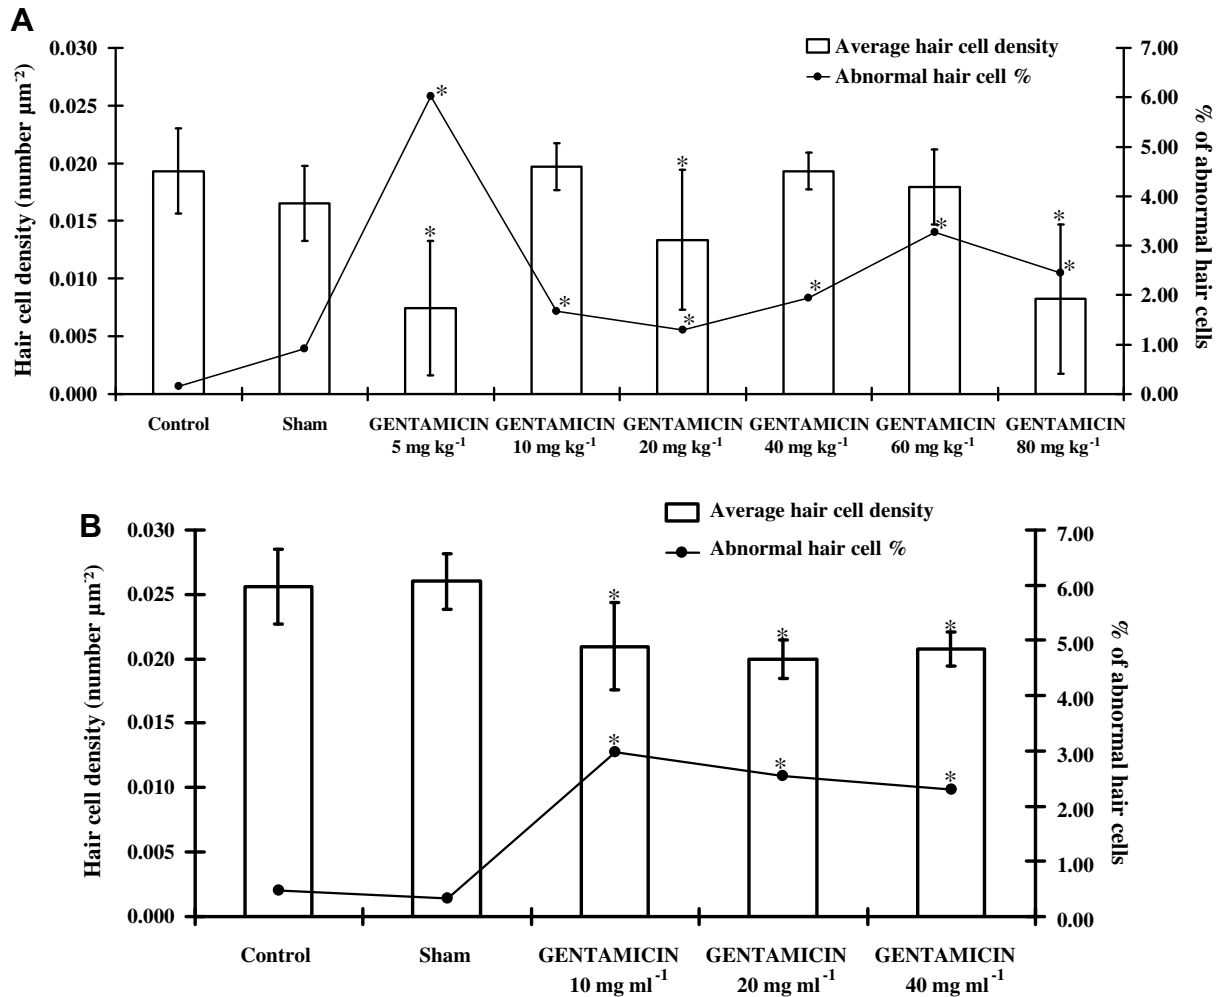 A
Average hair cell density
Abnormal hair cell %
Hair cell density (number µm⁻²)
0.030
0.025
0.020
0.015
0.010
0.005
0.000
7.00
6.00
5.00
4.00
3.00
2.00
1.00
0.00
% of abnormal hair cells
* * * * * * * * *
Control
Sham
GENTAMICIN
5 mg kg⁻¹
GENTAMICIN
10 mg kg⁻¹
GENTAMICIN
20 mg kg⁻¹
GENTAMICIN
40 mg kg⁻¹
GENTAMICIN
60 mg kg⁻¹
GENTAMICIN
80 mg kg⁻¹
B
Average hair cell density
Abnormal hair cell %
Hair cell density (number µm⁻²)
0.030
0.025
0.020
0.015
0.010
0.005
0.000
7.00
6.00
5.00
4.00
3.00
2.00
1.00
0.00
% of abnormal hair cells
* * * * * *
Control
Sham
GENTAMICIN
10 mg ml⁻¹
GENTAMICIN
20 mg ml⁻¹
GENTAMICIN
40 mg ml⁻¹